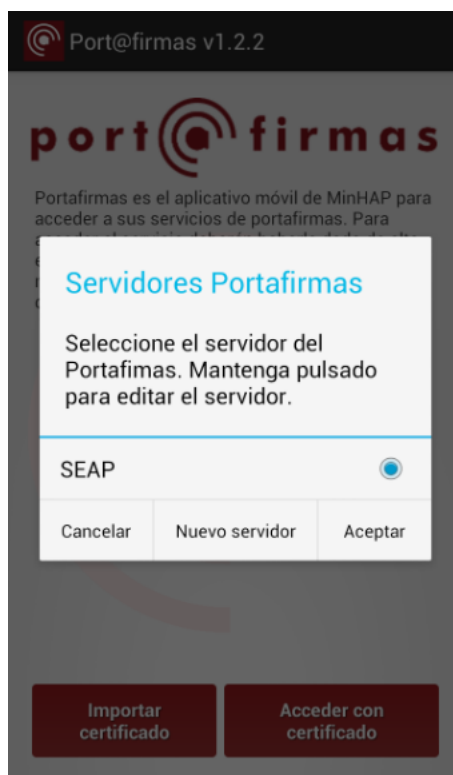 Port@firmas v1.2.2
port@firmas
Portafirmas es el aplicativo móvil de MinHAP para
acceder a sus servicios de portafirmas. Para
Servidores Portafirmas
Seleccione el servidor del
Portafimas. Mantenga pulsado
para editar el servidor.
SEAP
Cancelar Nuevo servidor Aceptar
Importar
certificado
Acceder con
certificado